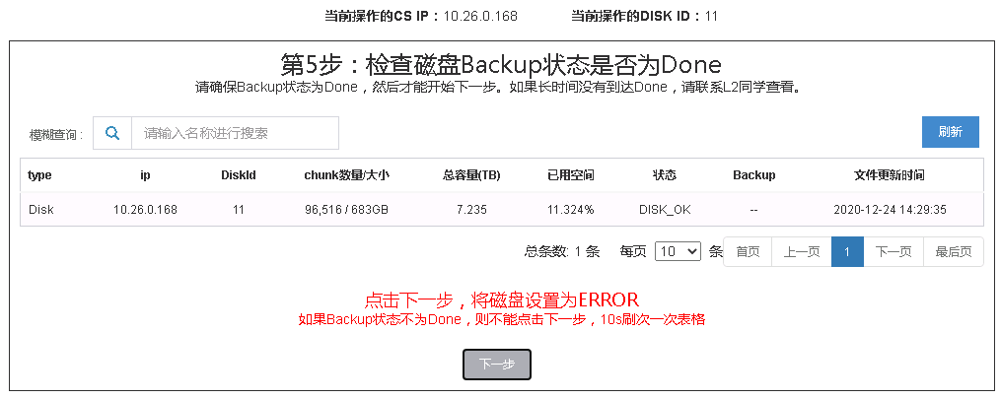 当前操作的CS IP：10.26.0.168 当前操作的DISK ID：11
第5步：检查磁盘Backup状态是否为Done
请确保Backup状态为Done，然后才能开始下一步。如果长时间没有到达Done，请联系L2同学查看。
模糊查询： 请输入名称进行搜索 刷新
type ip DiskId chunk数量/大小 总容量(TB) 已用空间 状态 Backup 文件更新时间
Disk 10.26.0.168 11 96,516 / 683GB 7.235 11.324% DISK_OK -- 2020-12-24 14:29:35
总条数: 1 条 每页 10 条 首页 上一页 1 下一页 最后页
点击下一步，将磁盘设置为ERROR
如果Backup状态不为Done，则不能点击下一步，10s刷次一次表格
下一步